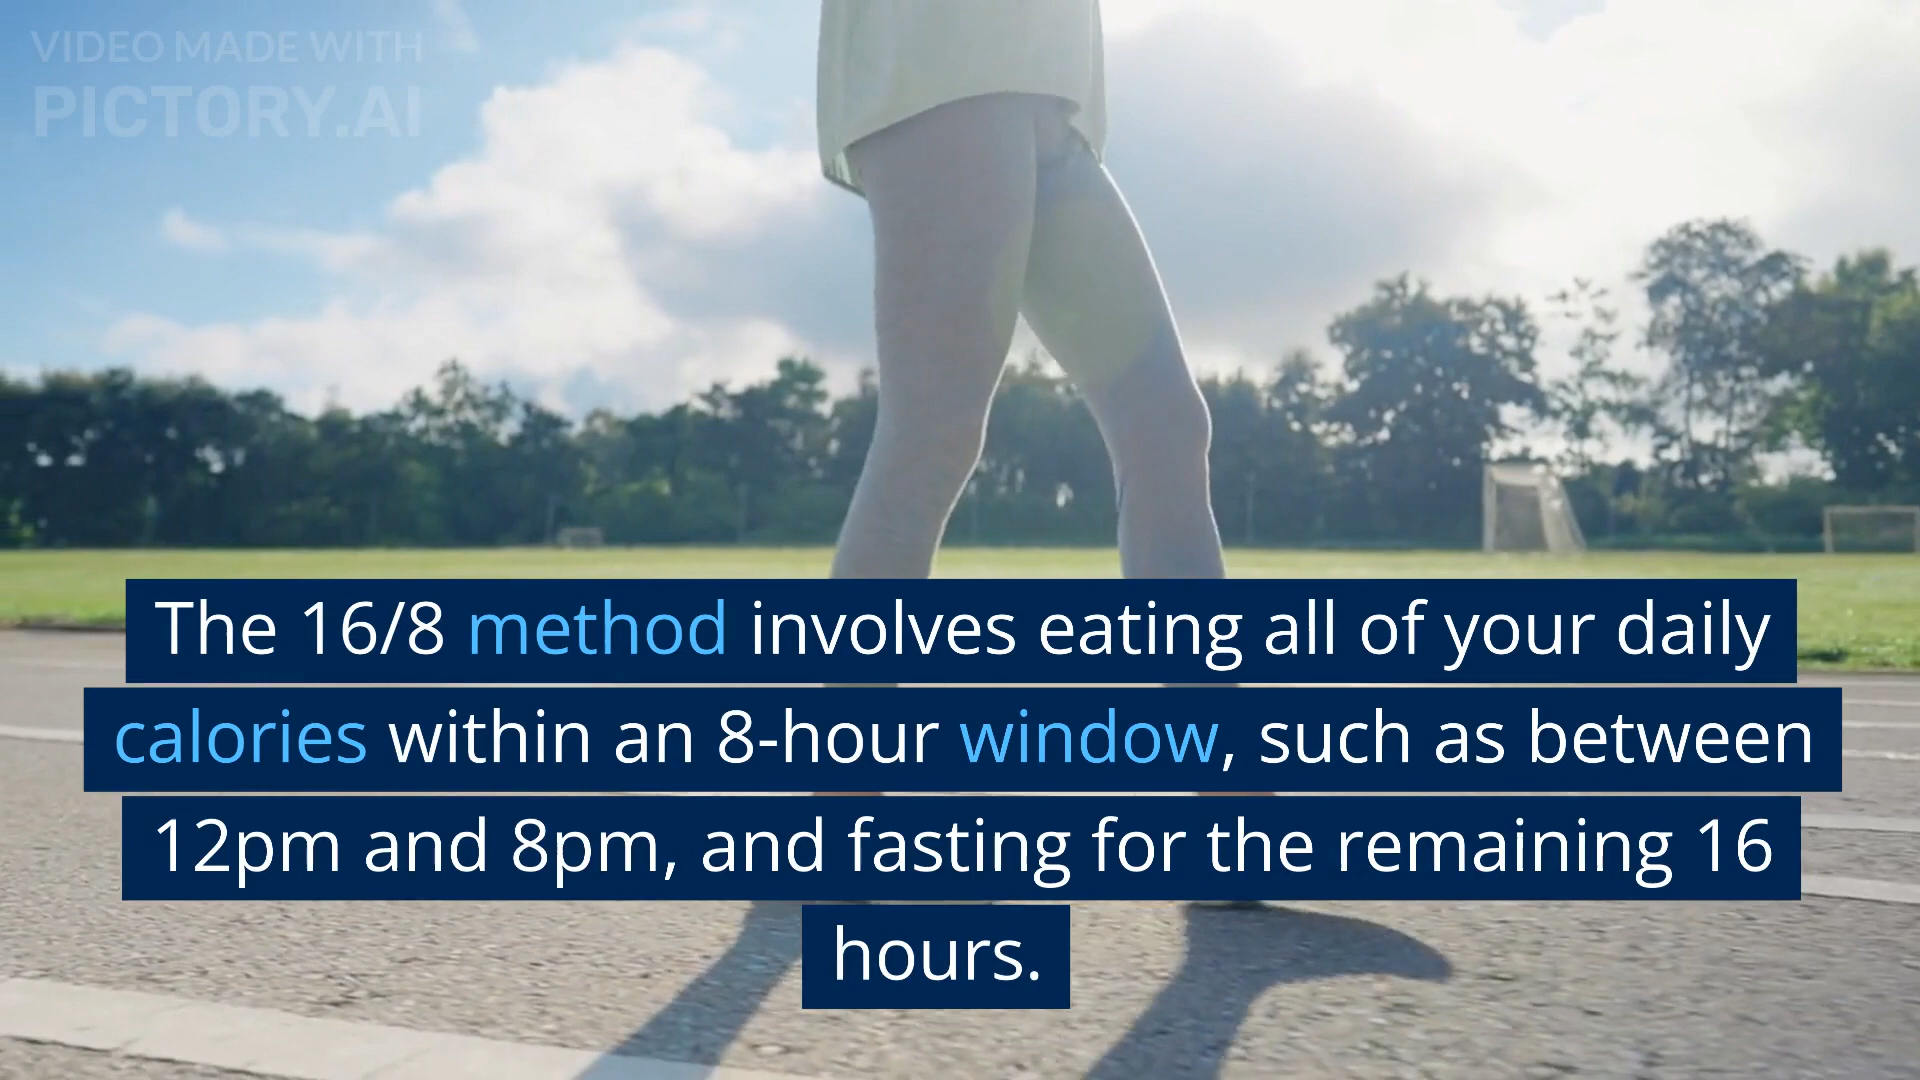 VIDEO MADE WITH
PICTORY.AI
The 16/8 method involves eating all of your daily
calories within an 8-hour window, such as between
12pm and 8pm, and fasting for the remaining 16
hours.